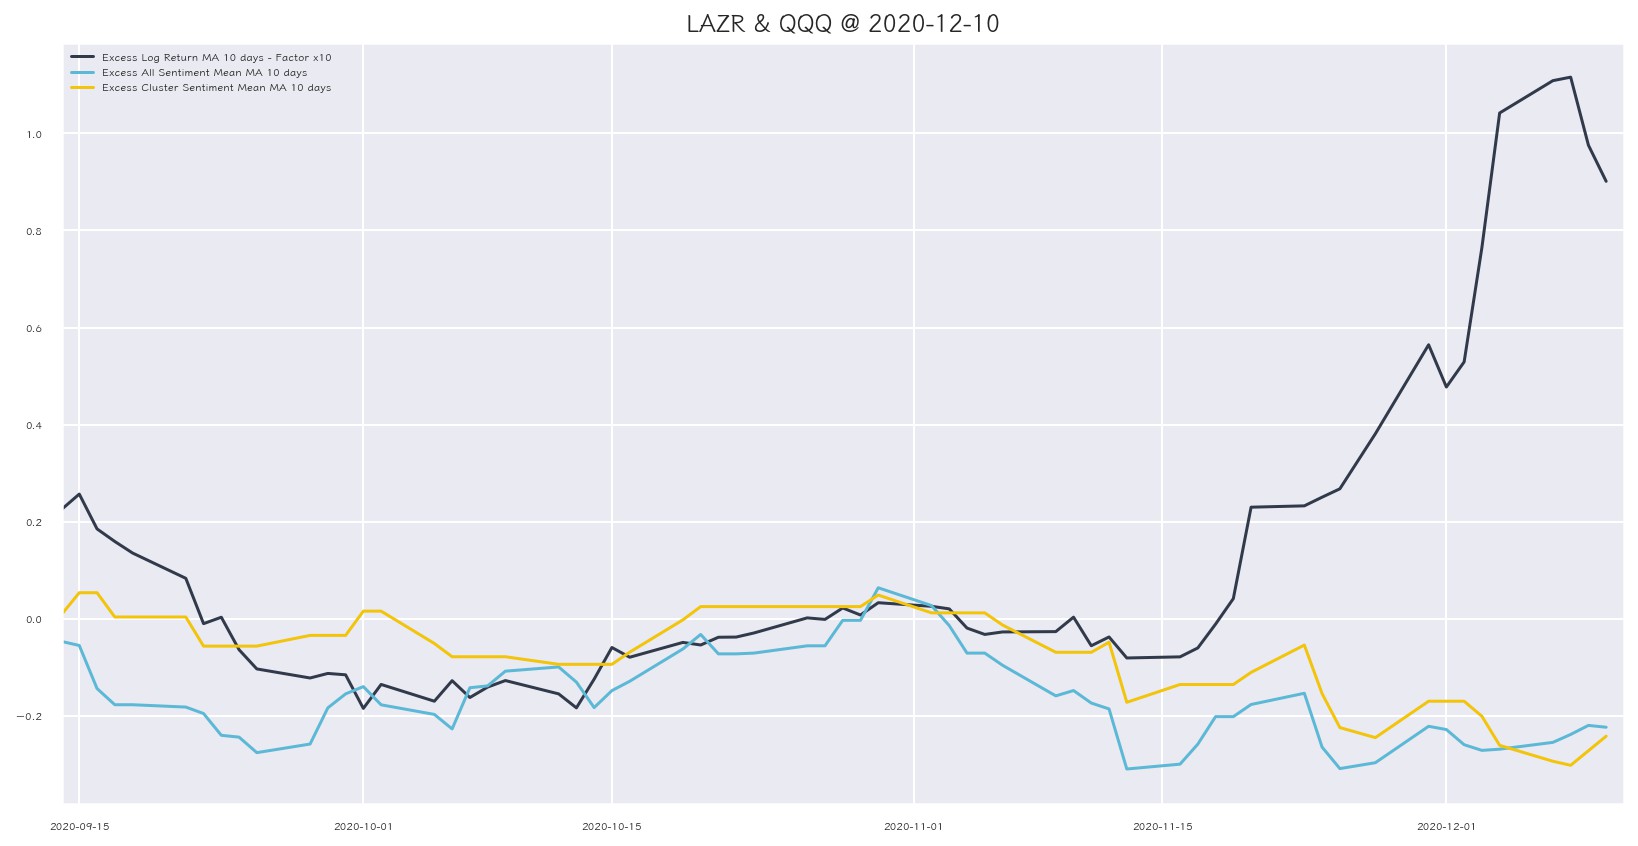 LAZR & QQQ @ 2020-12-10
Excess Log Return MA 10 days - Factor x10
Excess All Sentiment Mean MA 10 days
Excess Cluster Sentiment Mean MA 10 days
1.0
0.8
0.6
0.4
0.2
0.0
−0.2
2020-09-15 2020-10-01 2020-10-15 2020-11-01 2020-11-15 2020-12-01